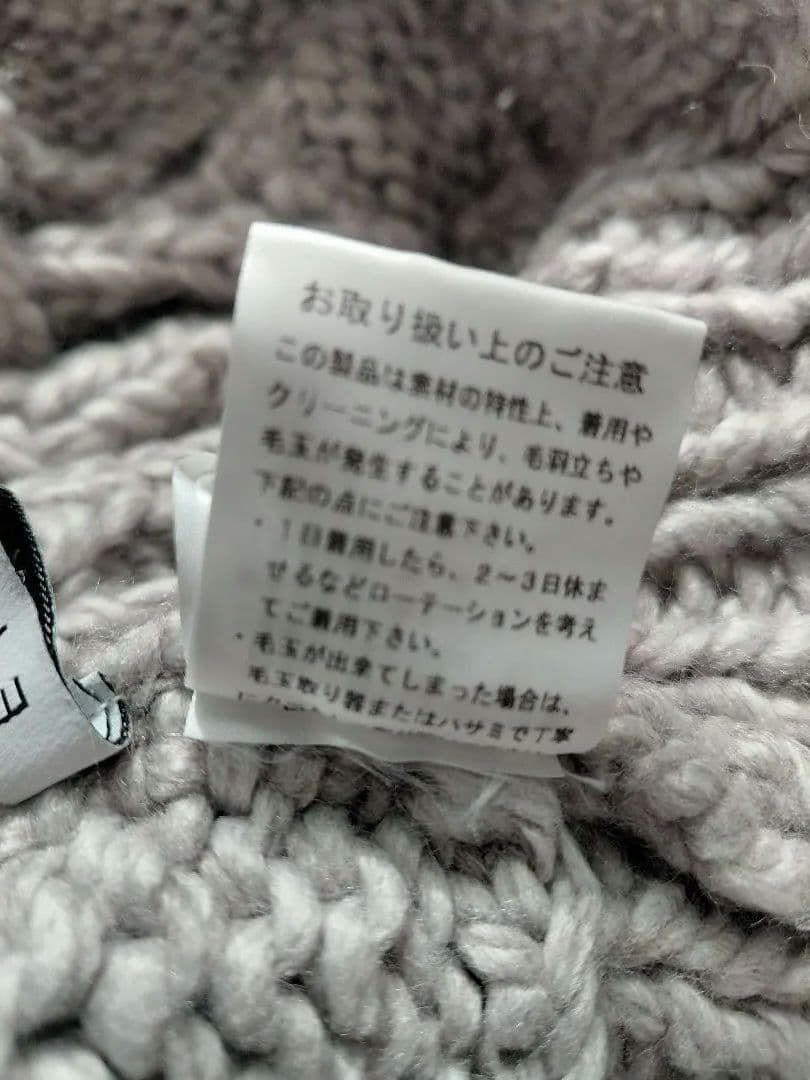 お取り扱い上のご注意
この製品は素材の特性上、着用や
クリーニングにより、毛羽立ちや
毛玉が発生することがあります。
下記の点にご注意下さい。
・1日着用したら、2〜3日休ま
せるなどローテーションを考え
てご着用下さい。
・毛玉が出来てしまった場合は、
毛玉取り器またはハサミで丁寧
E